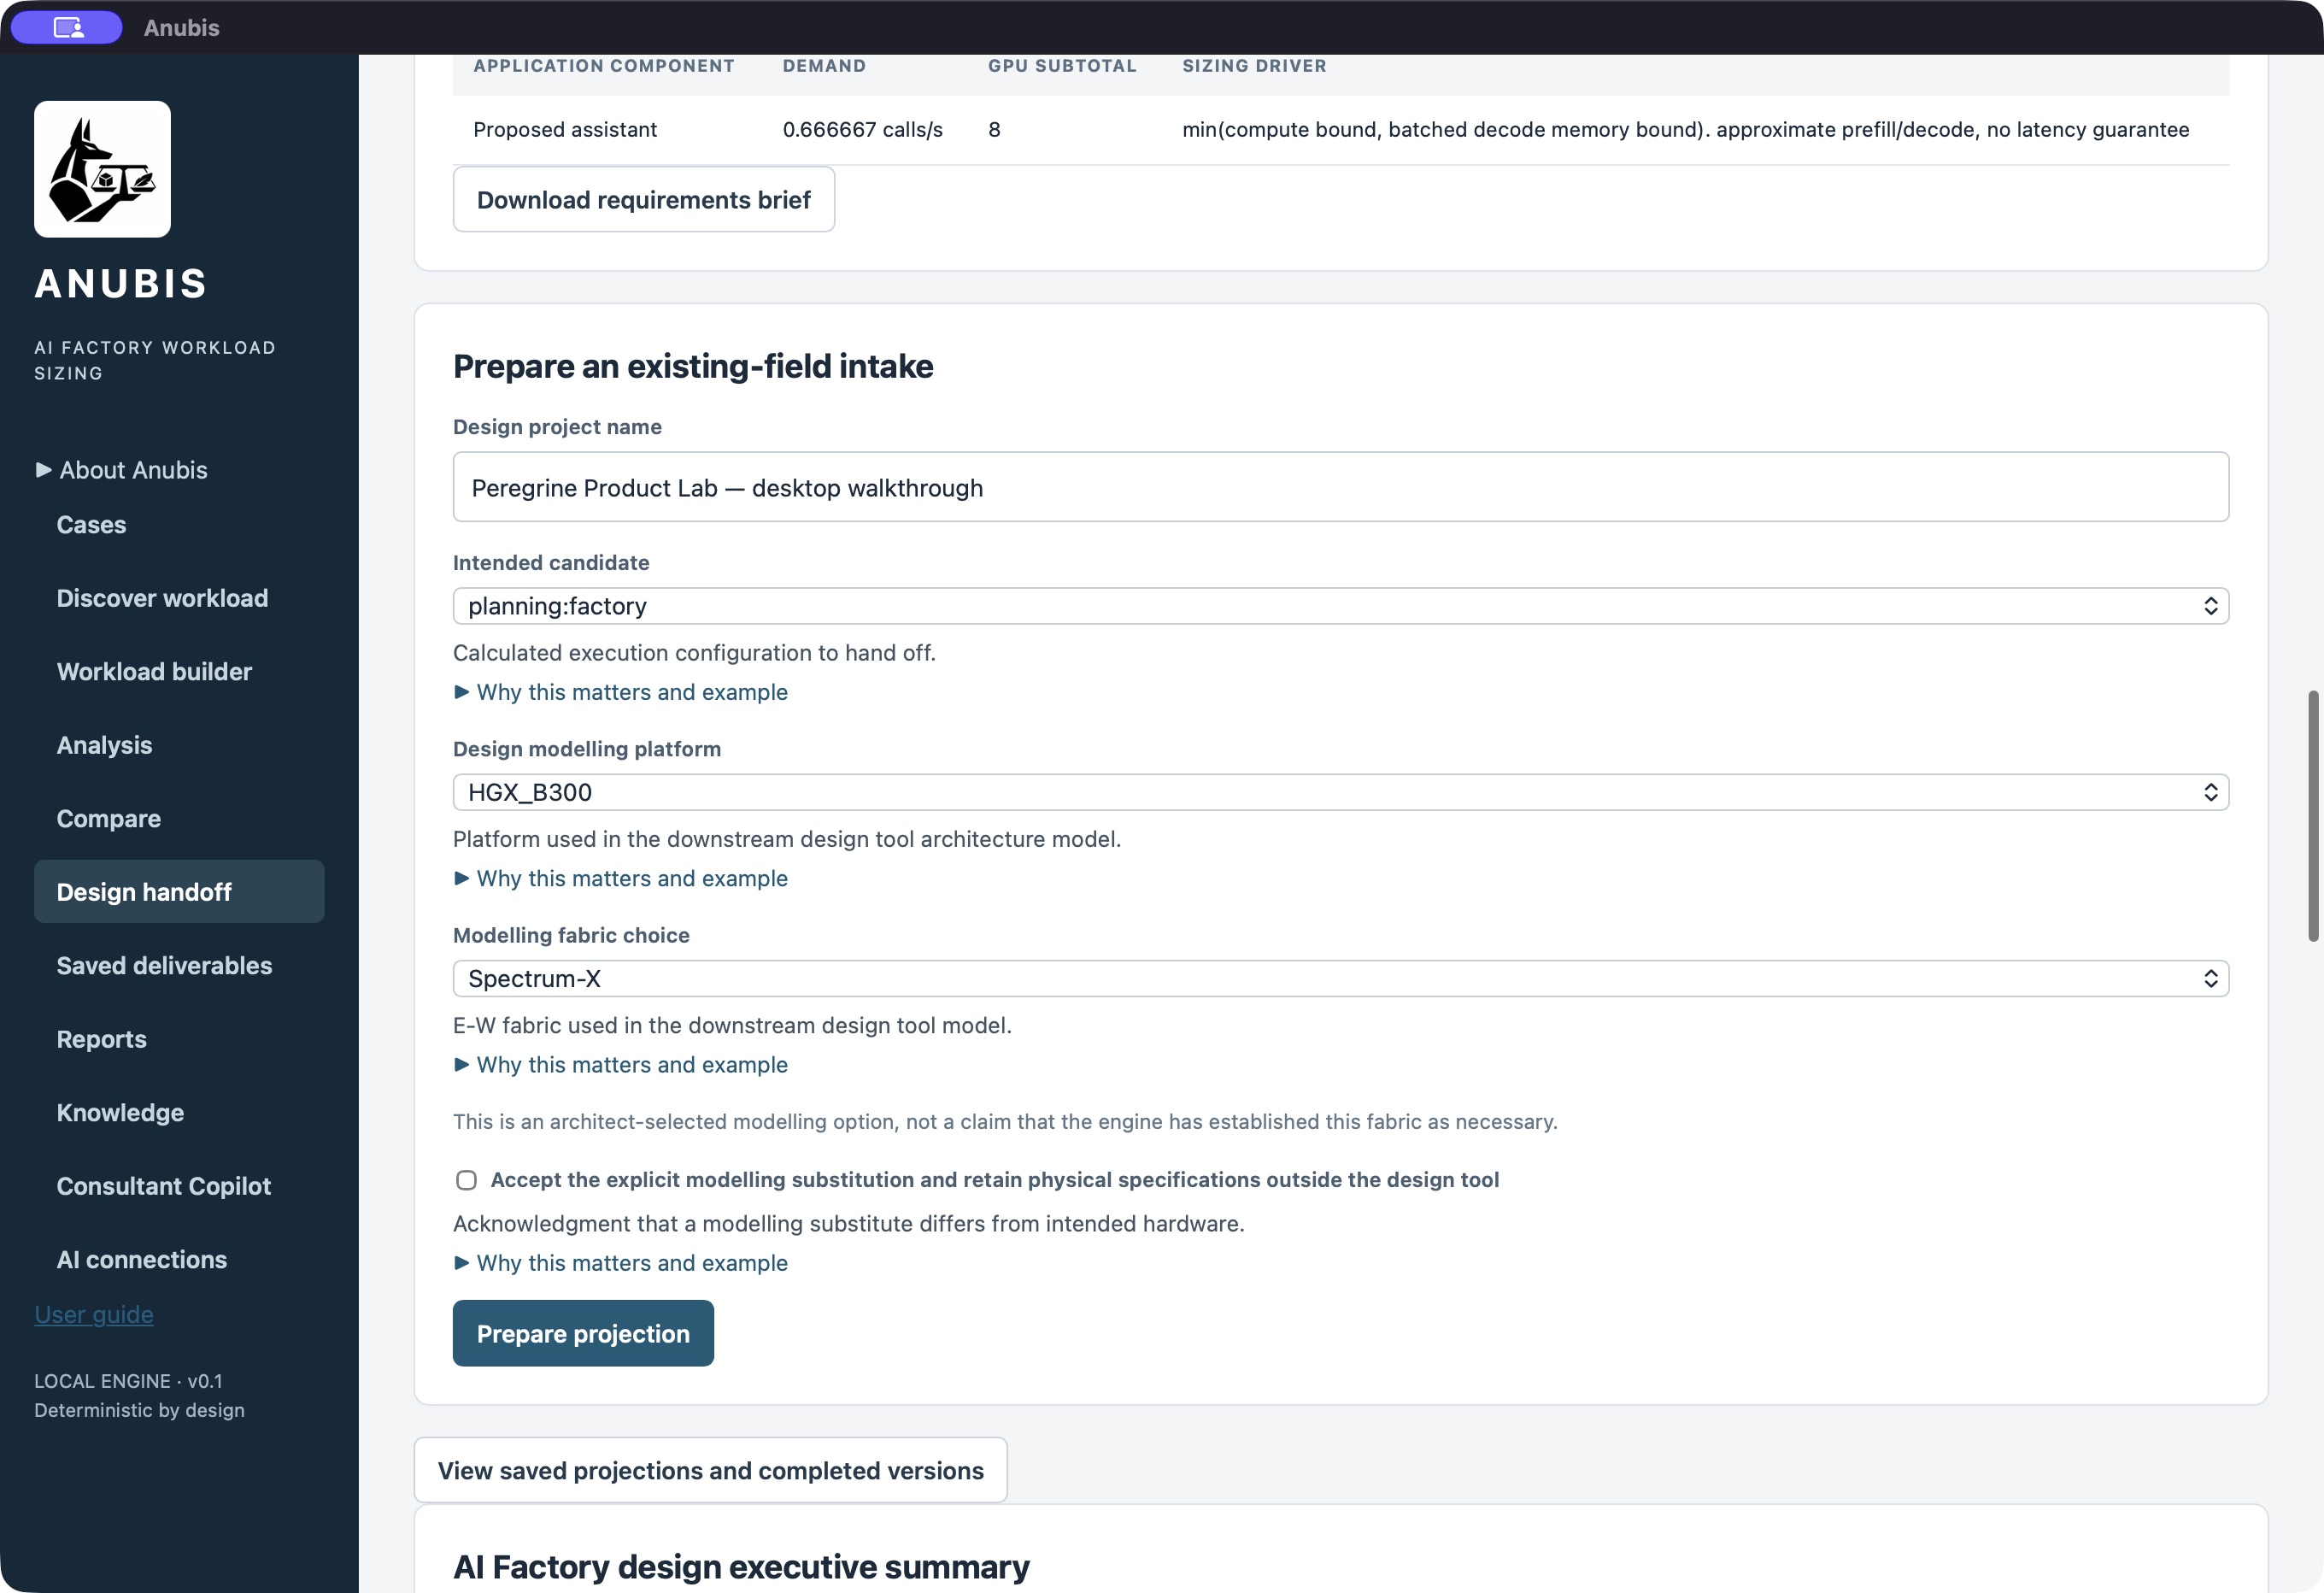 Anubis
ANUBIS
AI FACTORY WORKLOAD
SIZING
About Anubis
Cases
Discover workload
Workload builder
Analysis
Compare
Design handoff
Saved deliverables
Reports
Knowledge
Consultant Copilot
AI connections
User guide
LOCAL ENGINE · v0.1
Deterministic by design
APPLICATION COMPONENT DEMAND GPU SUBTOTAL SIZING DRIVER
Proposed assistant 0.666667 calls/s 8 min(compute bound, batched decode memory bound). approximate prefill/decode, no latency guarantee
Download requirements brief
Prepare an existing-field intake
Design project name
Peregrine Product Lab — desktop walkthrough
Intended candidate
planning:factory
Calculated execution configuration to hand off.
Why this matters and example
Design modelling platform
HGX_B300
Platform used in the downstream design tool architecture model.
Why this matters and example
Modelling fabric choice
Spectrum-X
E-W fabric used in the downstream design tool model.
Why this matters and example
This is an architect-selected modelling option, not a claim that the engine has established this fabric as necessary.
Accept the explicit modelling substitution and retain physical specifications outside the design tool
Acknowledgment that a modelling substitute differs from intended hardware.
Why this matters and example
Prepare projection
View saved projections and completed versions
AI Factory design executive summary